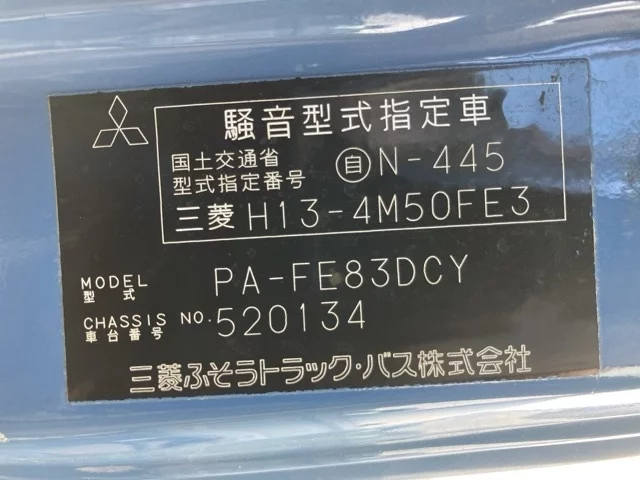 騒音型式指定車
国土交通省
型式指定番号 自N-445
三菱 H13-4M50FE3
MODEL
型式 PA-FE83DCY
CHASSIS NO.
車台番号 520134
三菱ふそうトラック・バス株式会社